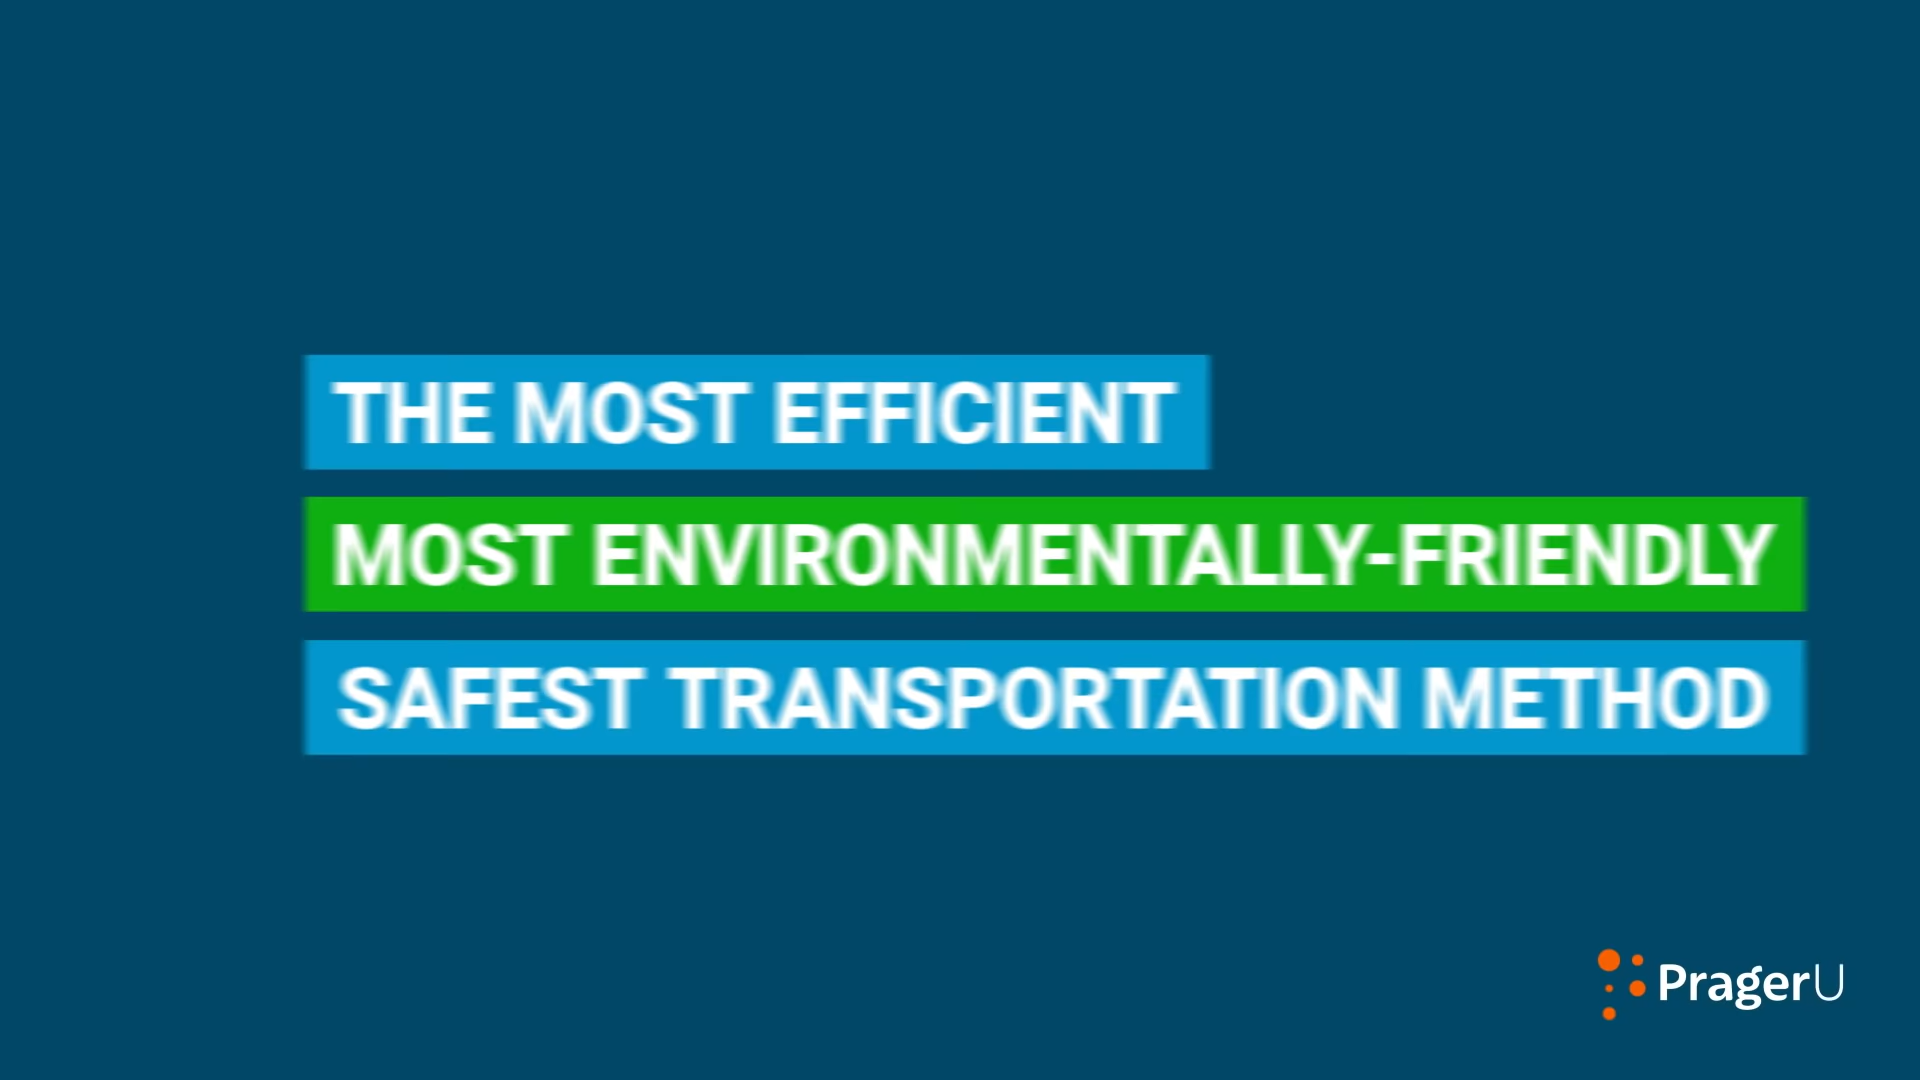 THE MOST EFFICIENT
MOST ENVIRONMENTALLY-FRIENDLY
SAFEST TRANSPORTATION METHOD
PragerU